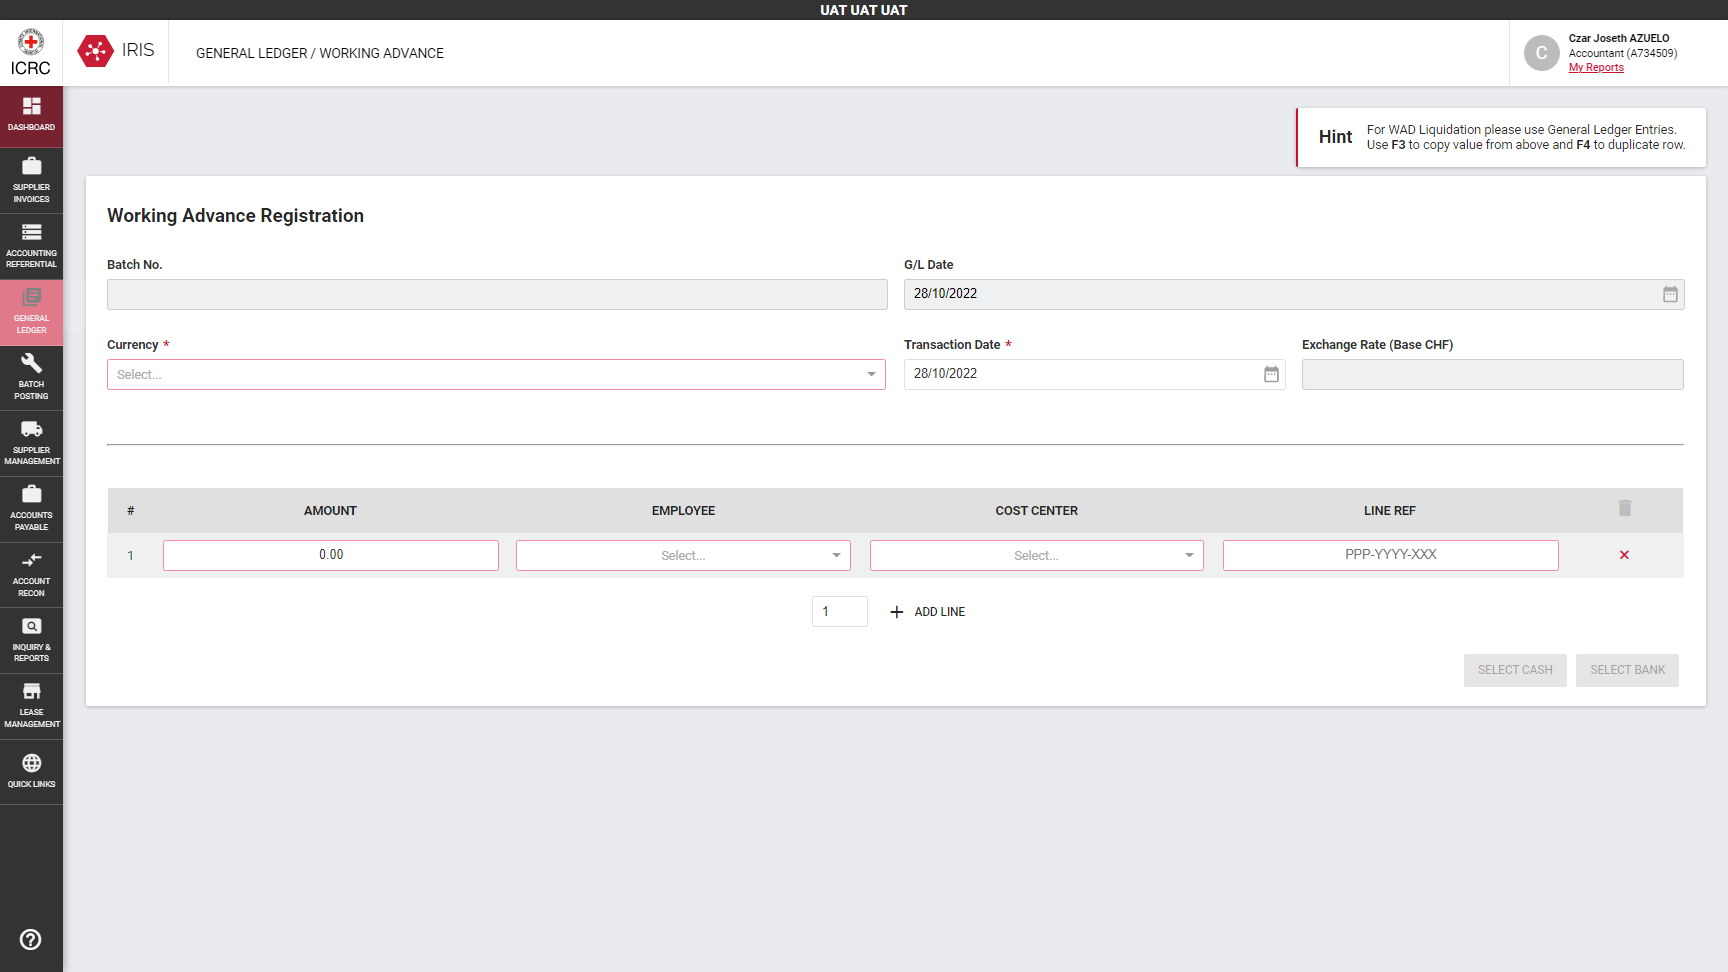 UAT UAT UAT
ICRC
IRIS
GENERAL LEDGER / WORKING ADVANCE
C
Czar Joseth AZUELO
Accountant (A734509)
My Reports
DASHBOARD
SUPPLIER
INVOICES
ACCOUNTING
REFERENTIAL
GENERAL
LEDGER
BATCH
POSTING
SUPPLIER
MANAGEMENT
ACCOUNTS
PAYABLE
ACCOUNT
RECON
INQUIRY &
REPORTS
LEASE
MANAGEMENT
QUICK LINKS
Hint
For WAD Liquidation please use General Ledger Entries.
Use F3 to copy value from above and F4 to duplicate row.
Working Advance Registration
Batch No.
G/L Date
28/10/2022
Currency *
Transaction Date *
Exchange Rate (Base CHF)
Select...
28/10/2022
# AMOUNT EMPLOYEE COST CENTER LINE REF
1 0.00 Select... Select... PPP-YYYY-XXX
1 ADD LINE
SELECT CASH SELECT BANK